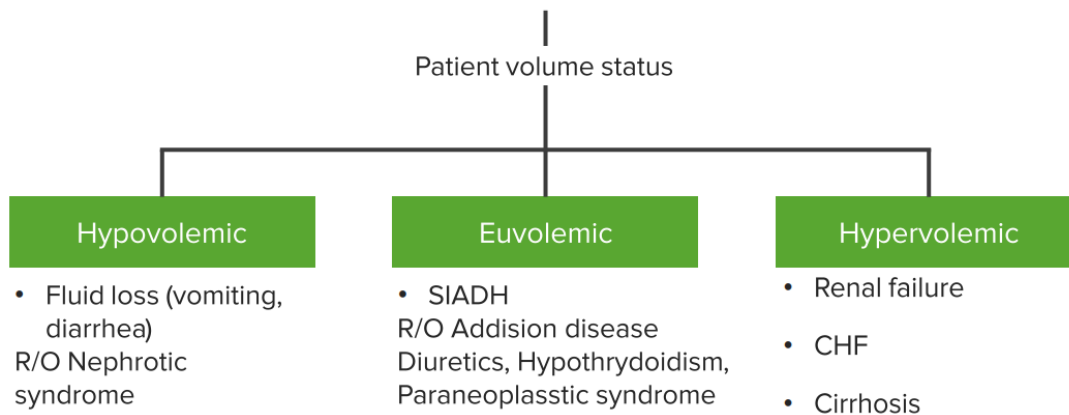 Patient volume status
Hypovolemic
• Fluid loss (vomiting,
diarrhea)
R/O Nephrotic
syndrome
Euvolemic
• SIADH
R/O Addision disease
Diuretics, Hypothrydoidism,
Paraneoplasstic syndrome
Hypervolemic
• Renal failure
• CHF
• Cirrhosis